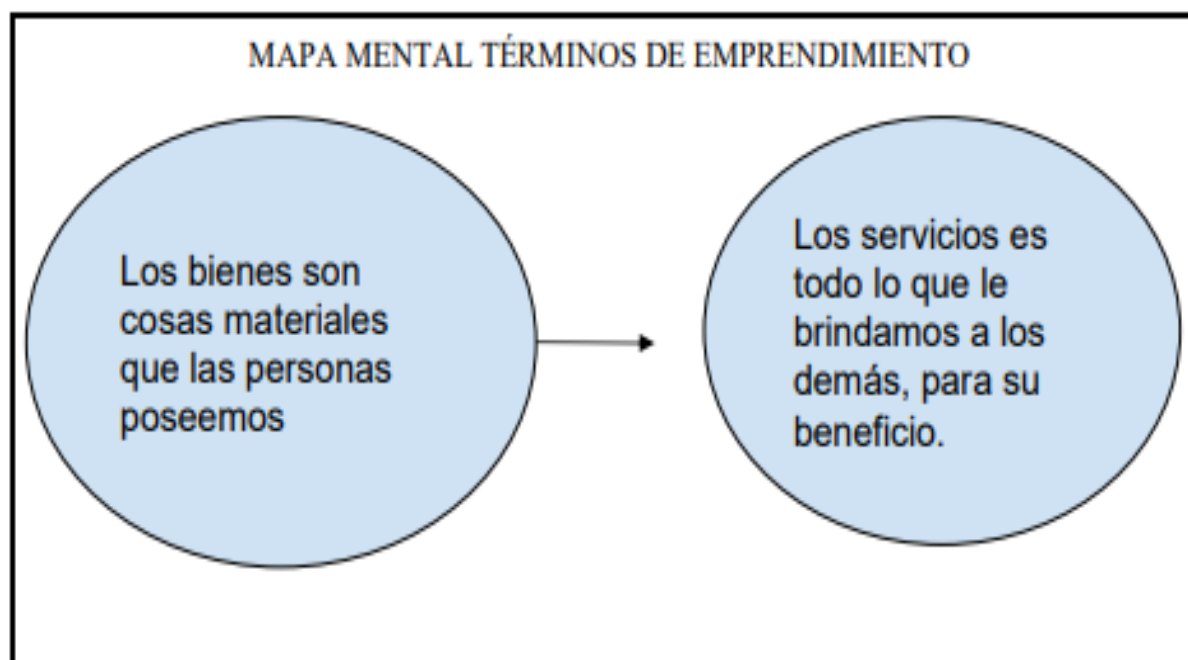 MAPA MENTAL TÉRMINOS DE EMPRENDIMIENTO
Los bienes son
cosas materiales
que las personas
poseemos
Los servicios es
todo lo que le
brindamos a los
demás, para su
beneficio.